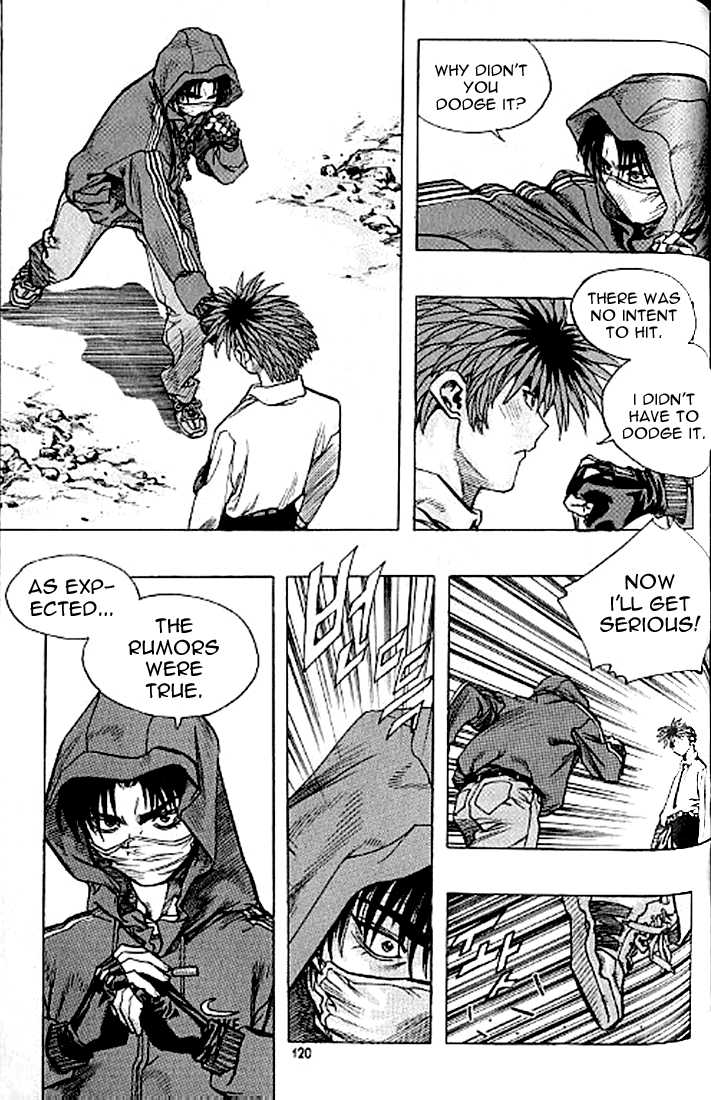 WHY DIDN'T
YOU
DODGE IT?
THERE WAS
NO INTENT
TO HIT.
I DIDN'T
HAVE TO
DODGE IT.
AS EXP-
ECTED...
THE
RUMORS
WERE
TRUE.
NOW
I'LL GET
SERIOUS!
120